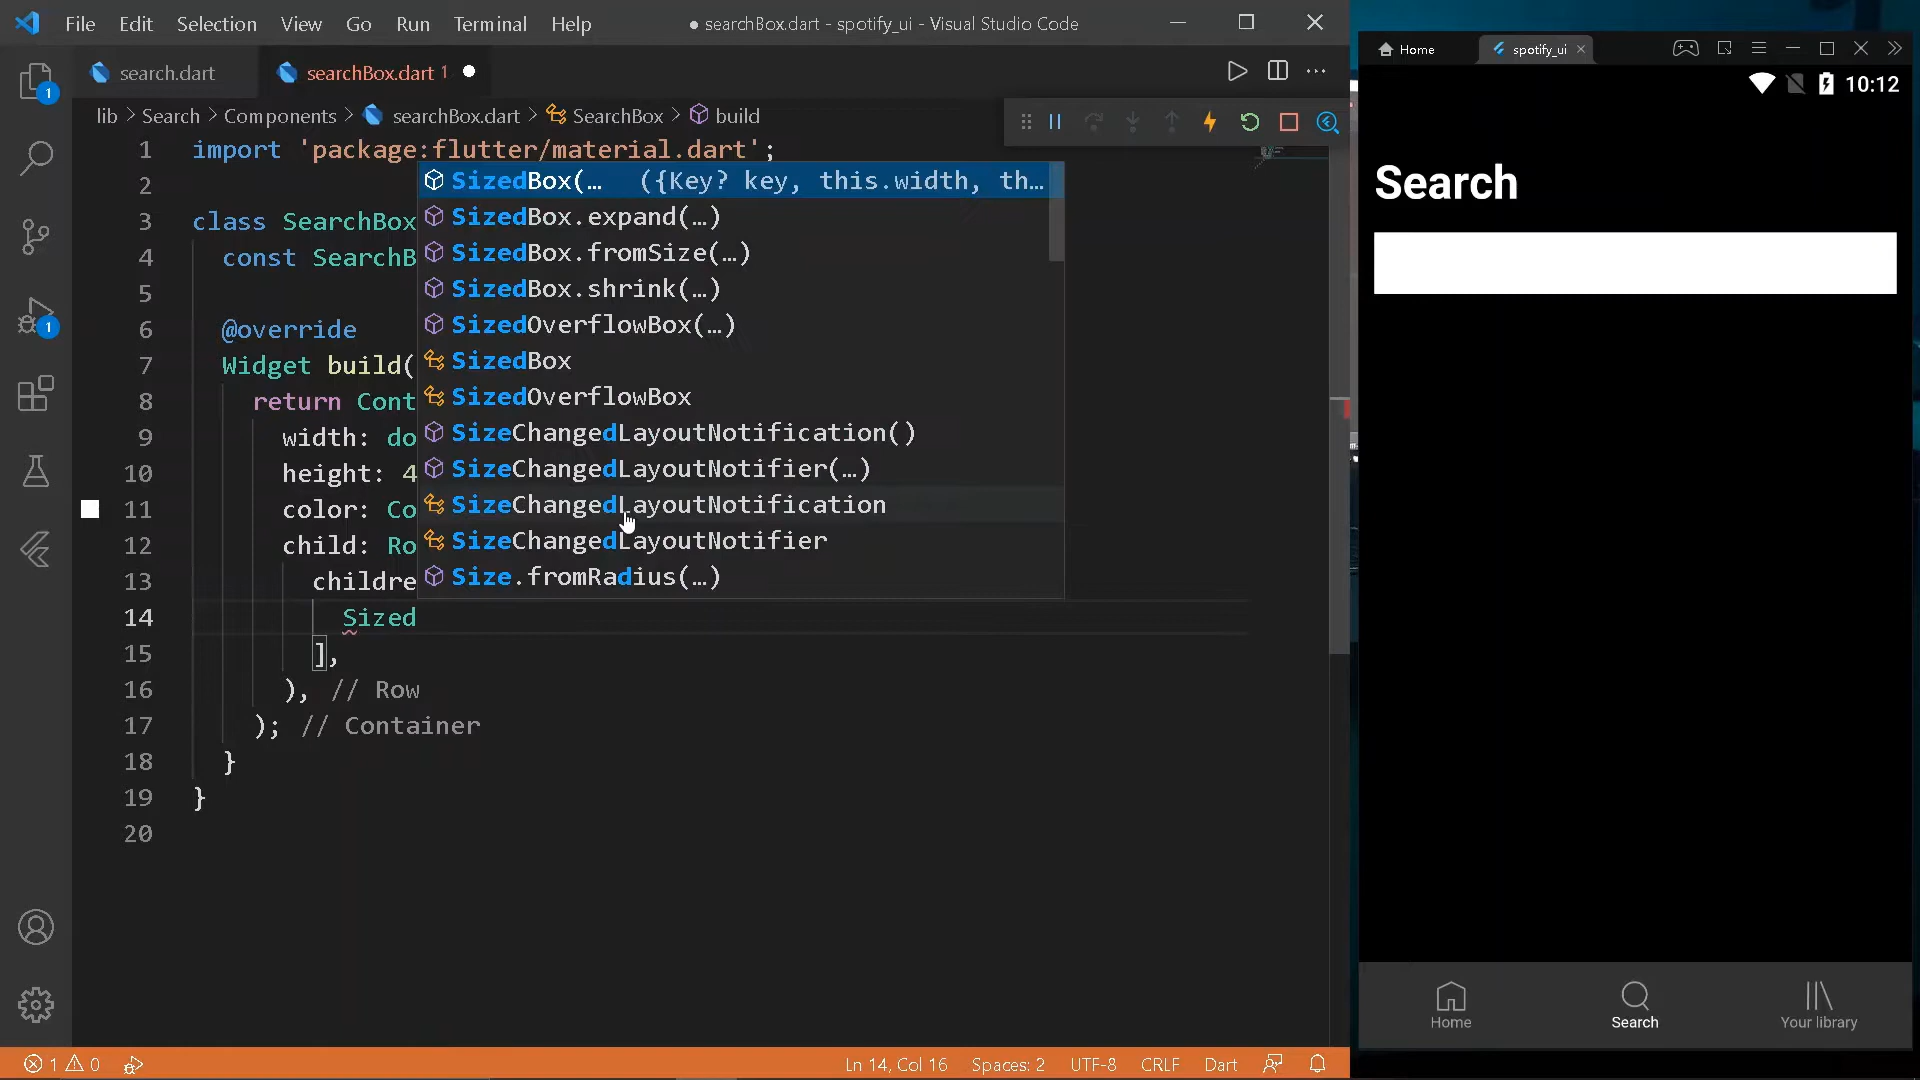 File Edit Selection View Go Run Terminal Help
● searchBox.dart - spotify_ui - Visual Studio Code
search.dart
searchBox.dart 1
lib > Search > Components > searchBox.dart > SearchBox > build
1 import 'package:flutter/material.dart';
2
3 class SearchBox
4 const SearchB
5
6 @override
7 Widget build(
8 return Cont
9 width: do
10 height: 4
11 color: Co
12 child: Ro
13 childre
14 Sized
15 ],
16 ), // Row
17 ); // Container
18 }
19 }
20
SizedBox(… ({Key? key, this.width, th…
SizedBox.expand(…)
SizedBox.fromSize(…)
SizedBox.shrink(…)
SizedOverflowBox(…)
SizedBox
SizedOverflowBox
SizeChangedLayoutNotification()
SizeChangedLayoutNotifier(…)
SizeChangedLayoutNotification
SizeChangedLayoutNotifier
Size.fromRadius(…)
1
1
1 0
Ln 14, Col 16 Spaces: 2 UTF-8 CRLF Dart
Home
spotify_ui
10:12
Search
Home
Search
Your library